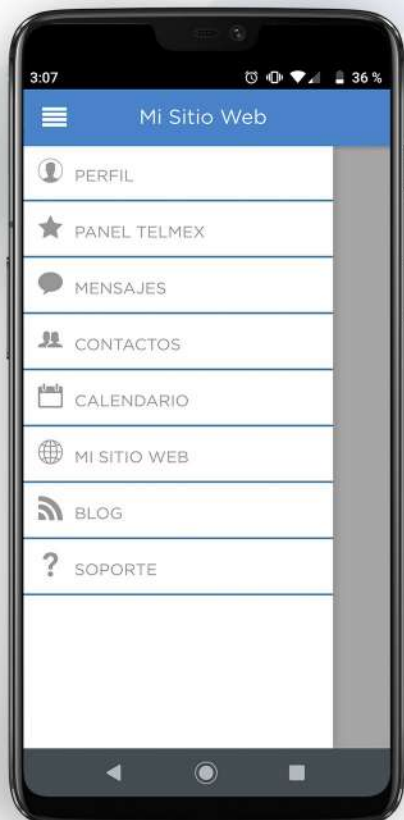 3:07
36 %
Mi Sitio Web
PERFIL
PANEL TELMEX
MENSAJES
CONTACTOS
CALENDARIO
MI SITIO WEB
BLOG
SOPORTE